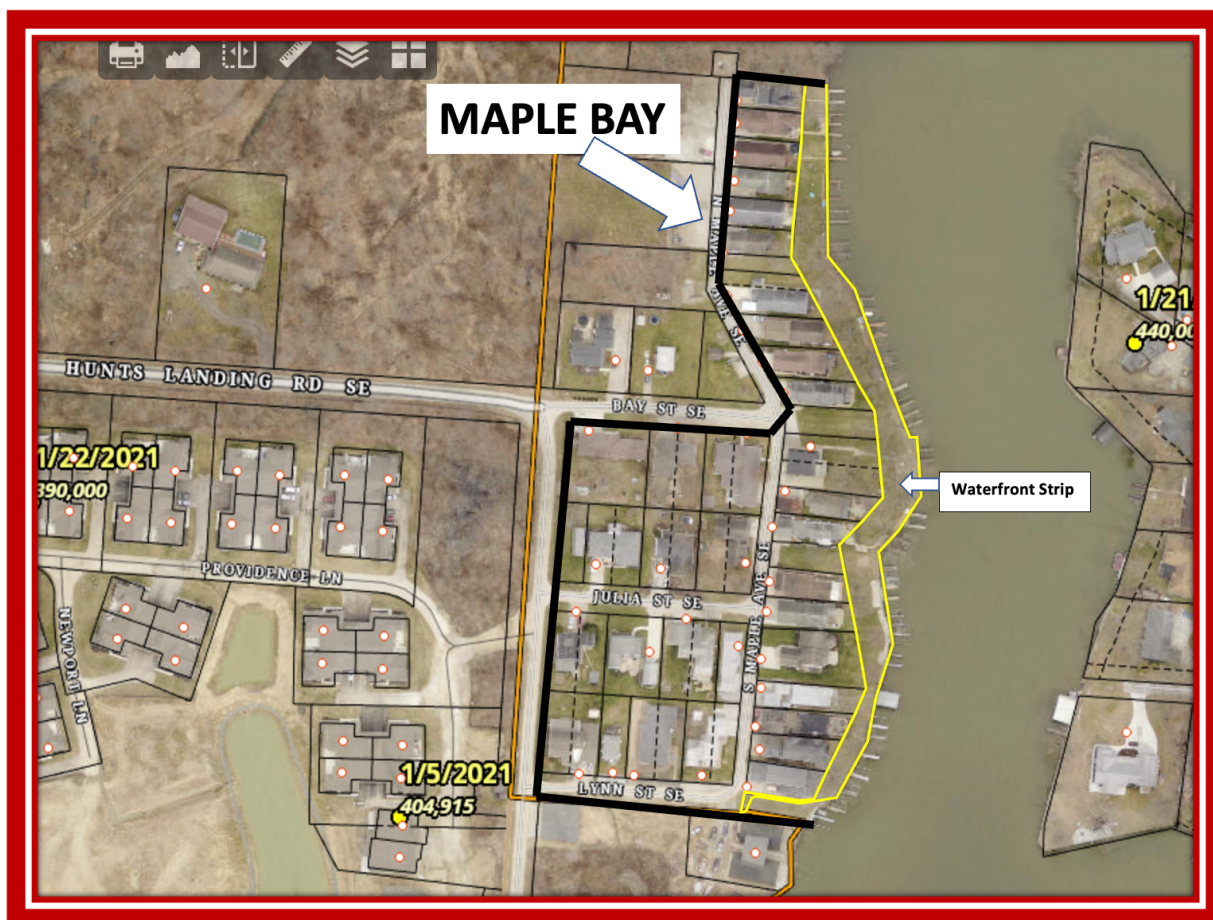 MAPLE BAY
N MAPLE AVE SE
1/21
440,00
HUNTS LANDING RD SE
BAY ST SE
1/22/2021
390,000
Waterfront Strip
PROVIDENCE LN
JULIA ST SE
S MAPLE AVE SE
NEWPORT LN
1/5/2021
404,915
LYNN ST SE